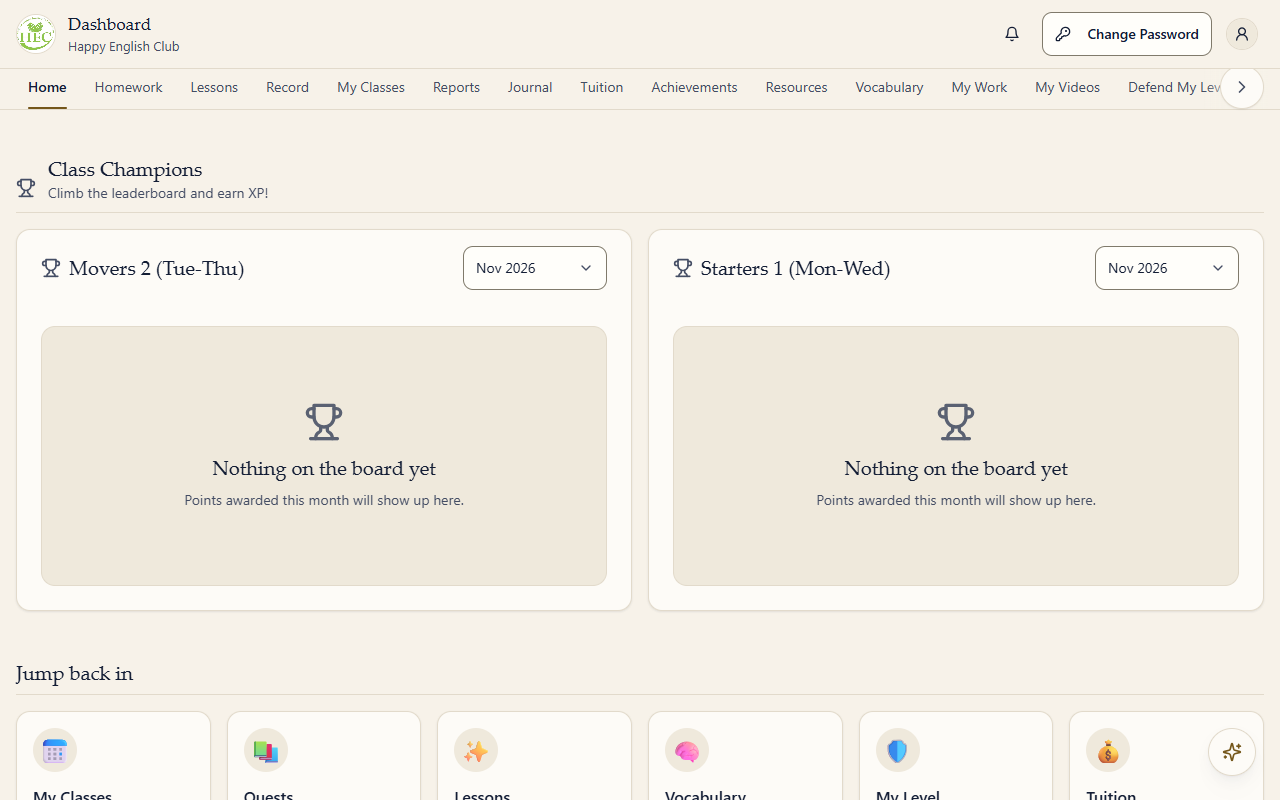 HEC
Dashboard
Happy English Club
Change Password
Home Homework Lessons Record My Classes Reports Journal Tuition Achievements Resources Vocabulary My Work My Videos Defend My Lev
Class Champions
Climb the leaderboard and earn XP!
Movers 2 (Tue-Thu)
Nov 2026
Nothing on the board yet
Points awarded this month will show up here.
Starters 1 (Mon-Wed)
Nov 2026
Nothing on the board yet
Points awarded this month will show up here.
Jump back in
My Classes
Quests
Lessons
Vocabulary
My Level
Tuition